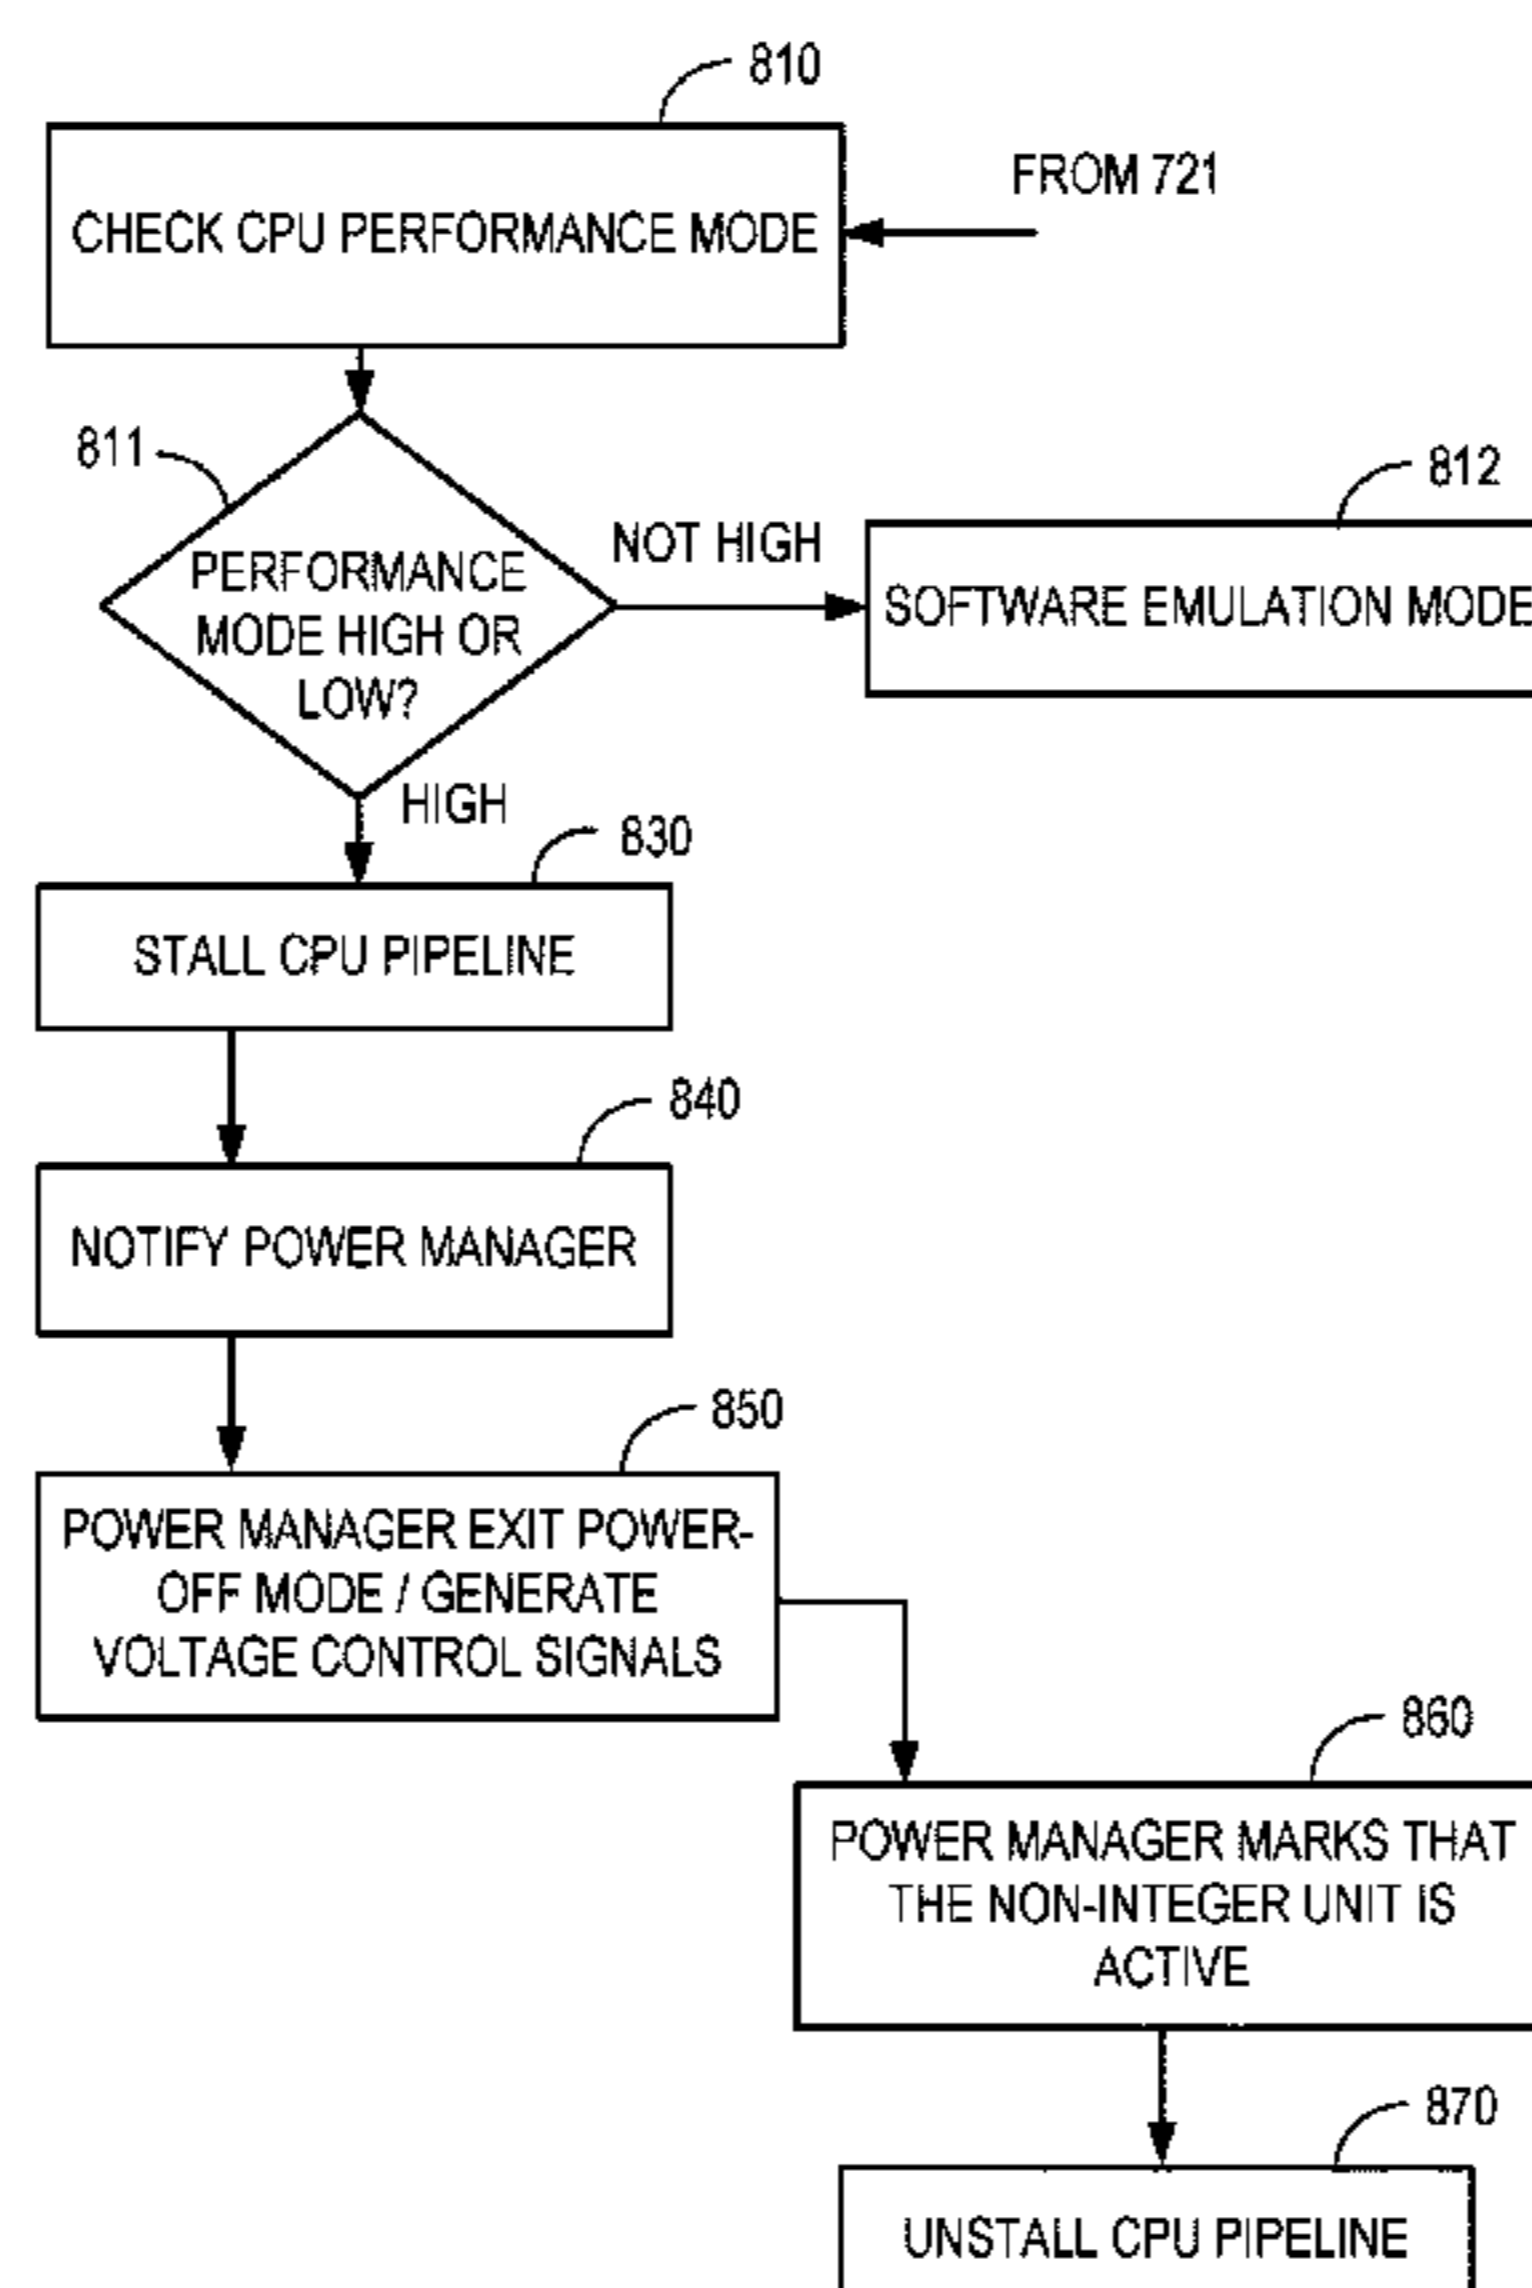 810
CHECK CPU PERFORMANCE MODE
FROM 721
811
PERFORMANCE
MODE HIGH OR
LOW?
NOT HIGH
812
SOFTWARE EMULATION MODE
HIGH
830
STALL CPU PIPELINE
840
NOTIFY POWER MANAGER
850
POWER MANAGER EXIT POWER-
OFF MODE / GENERATE
VOLTAGE CONTROL SIGNALS
860
POWER MANAGER MARKS THAT
THE NON-INTEGER UNIT IS
ACTIVE
870
UNSTALL CPU PIPELINE